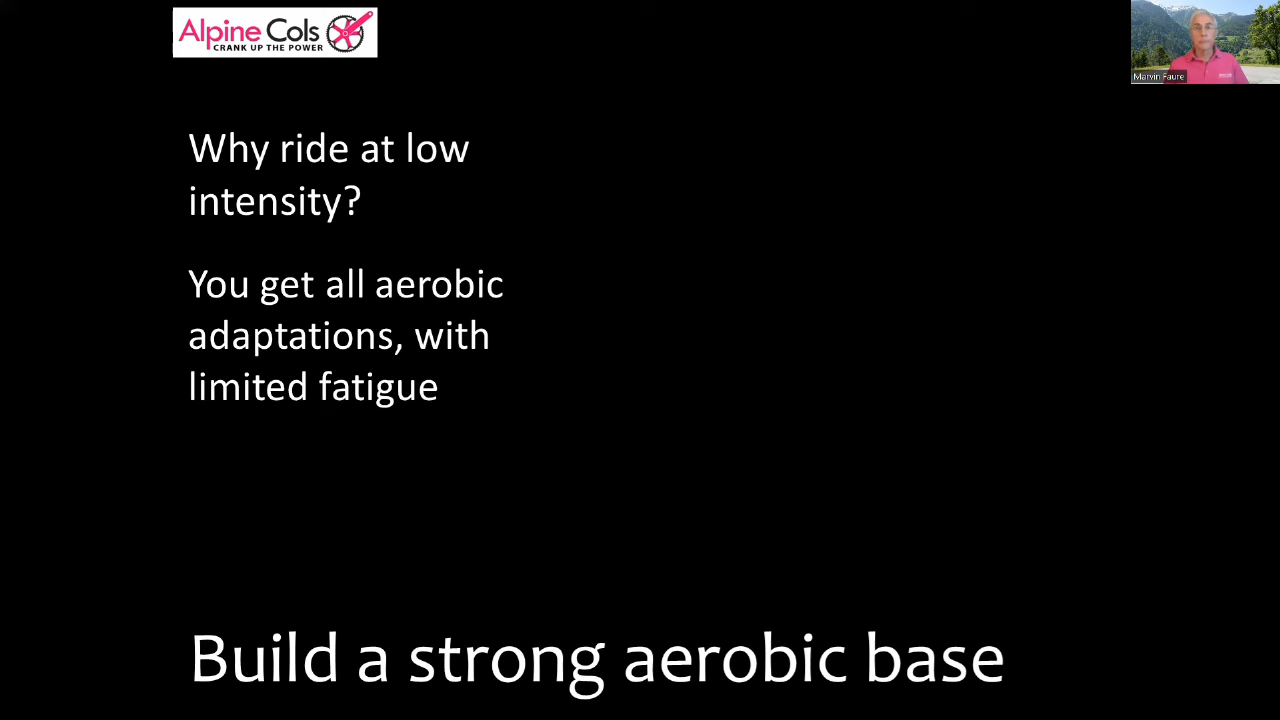 Alpine Cols
CRANK UP THE POWER
Marvin Faure
Why ride at low
intensity?
You get all aerobic
adaptations, with
limited fatigue
Build a strong aerobic base